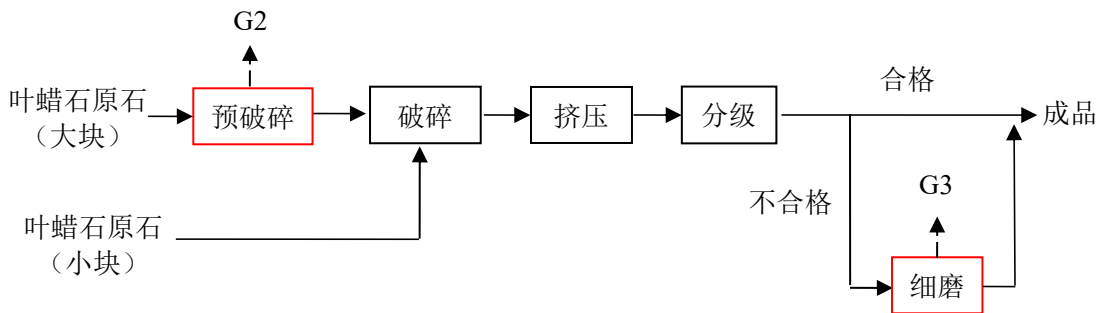 G2
叶蜡石原石
（大块）
预破碎
破碎
挤压
分级
合格
成品
不合格
G3
叶蜡石原石
（小块）
细磨